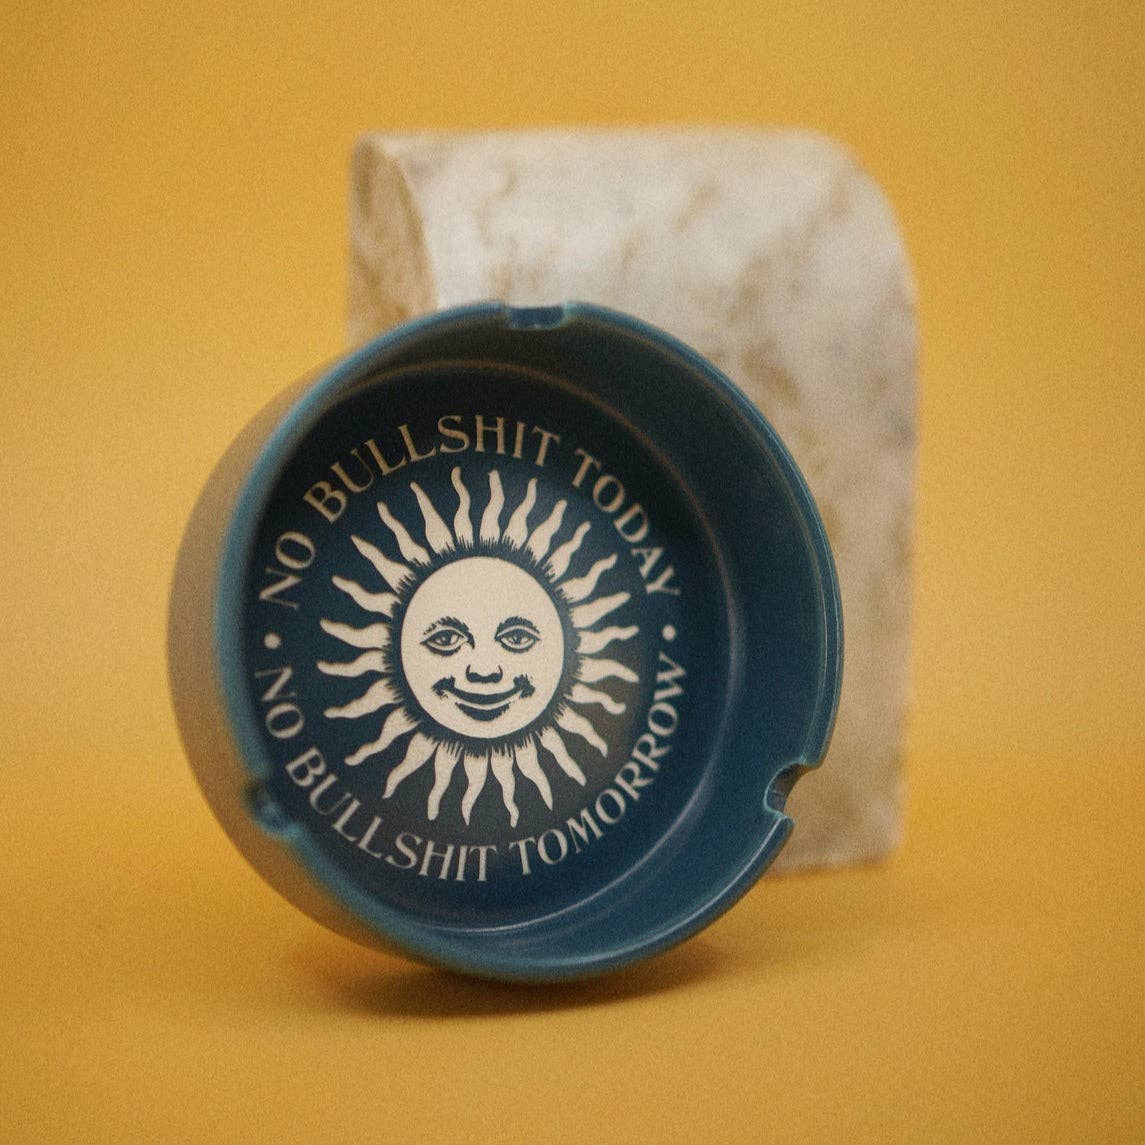 NO BULLSHIT TODAY •
NO BULLSHIT TOMORROW •